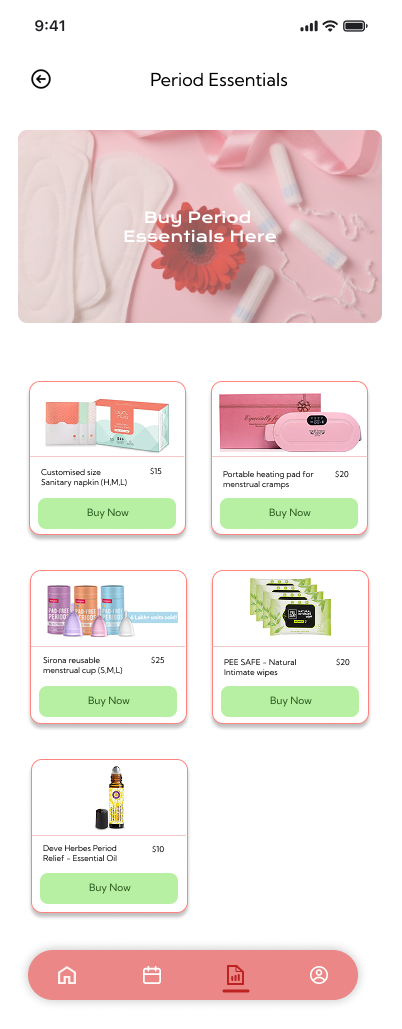 9:41
Period Essentials
Buy Period
Essentials Here
Customised size
Sanitary napkin (H,M,L)
$15
Buy Now
Portable heating pad for
menstrual cramps
$20
Buy Now
Sirona reusable
menstrual cup (S,M,L)
$25
Buy Now
PEE SAFE - Natural
Intimate wipes
$20
Buy Now
Deve Herbes Period
Relief - Essential Oil
$10
Buy Now